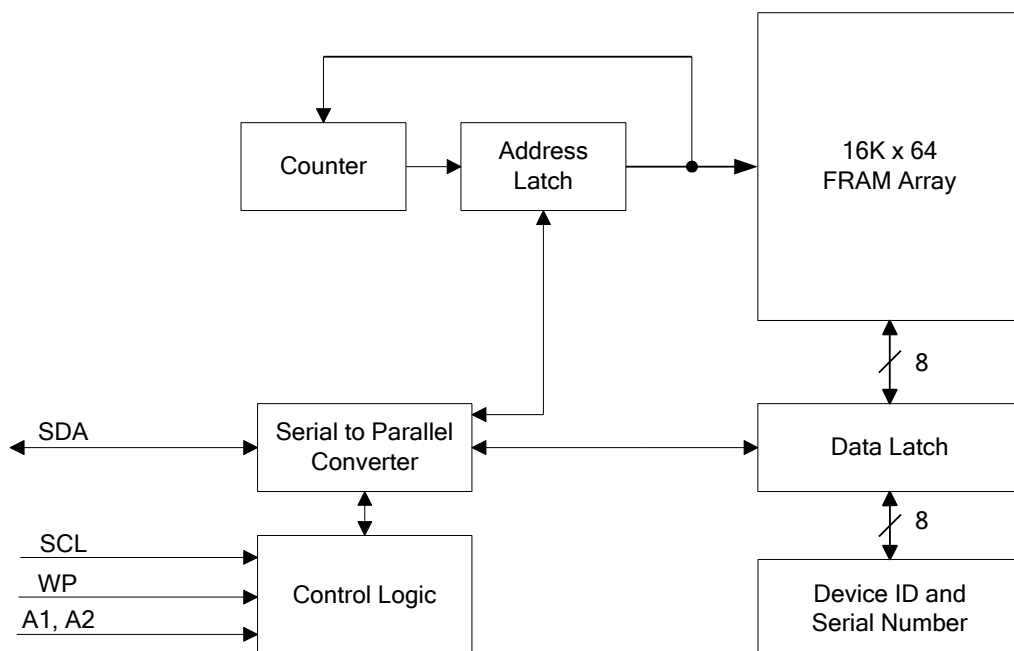 Counter
Address
Latch
16K x 64
FRAM Array
8
SDA
Serial to Parallel
Converter
Data Latch
8
SCL
WP
A1, A2
Control Logic
Device ID and
Serial Number